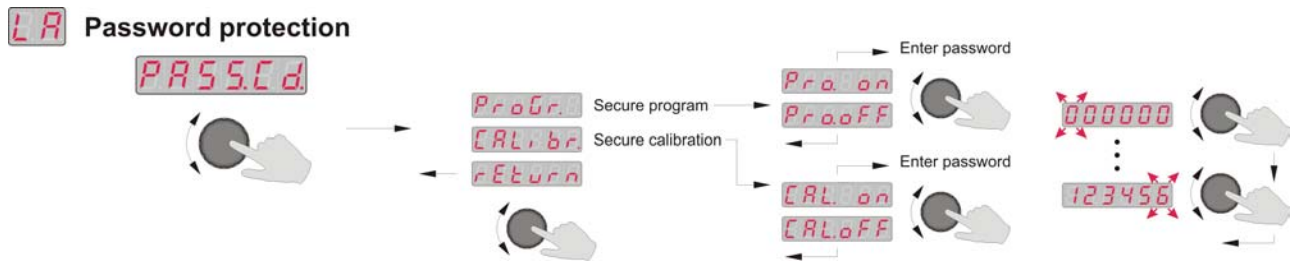 LA Password protection
PASS.Cd.
ProGr. Secure program
CALibr. Secure calibration
rEturn
Enter password
Pro. on
Pro.oFF
Enter password
CAL. on
CAL.oFF
000000
123456